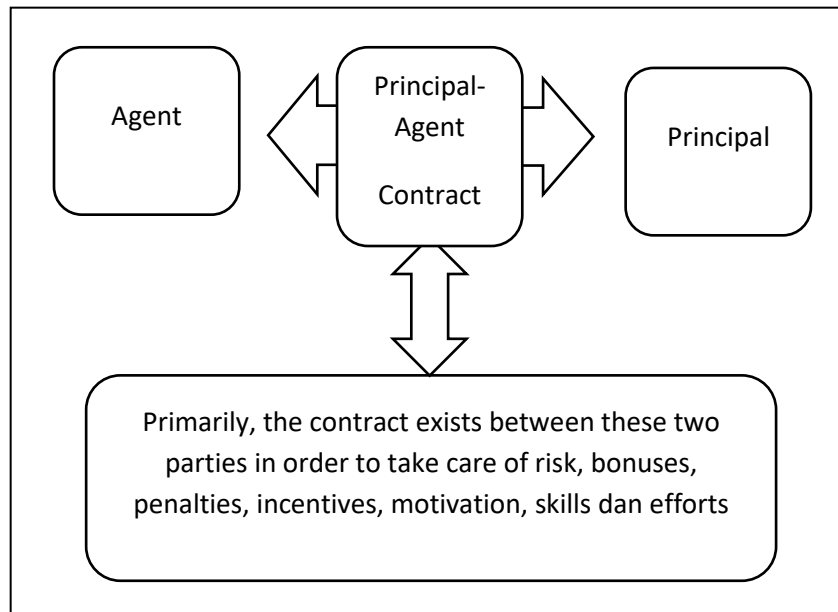 Agent
Principal-
Agent
Contract
Principal
Primarily, the contract exists between these two
parties in order to take care of risk, bonuses,
penalties, incentives, motivation, skills dan efforts